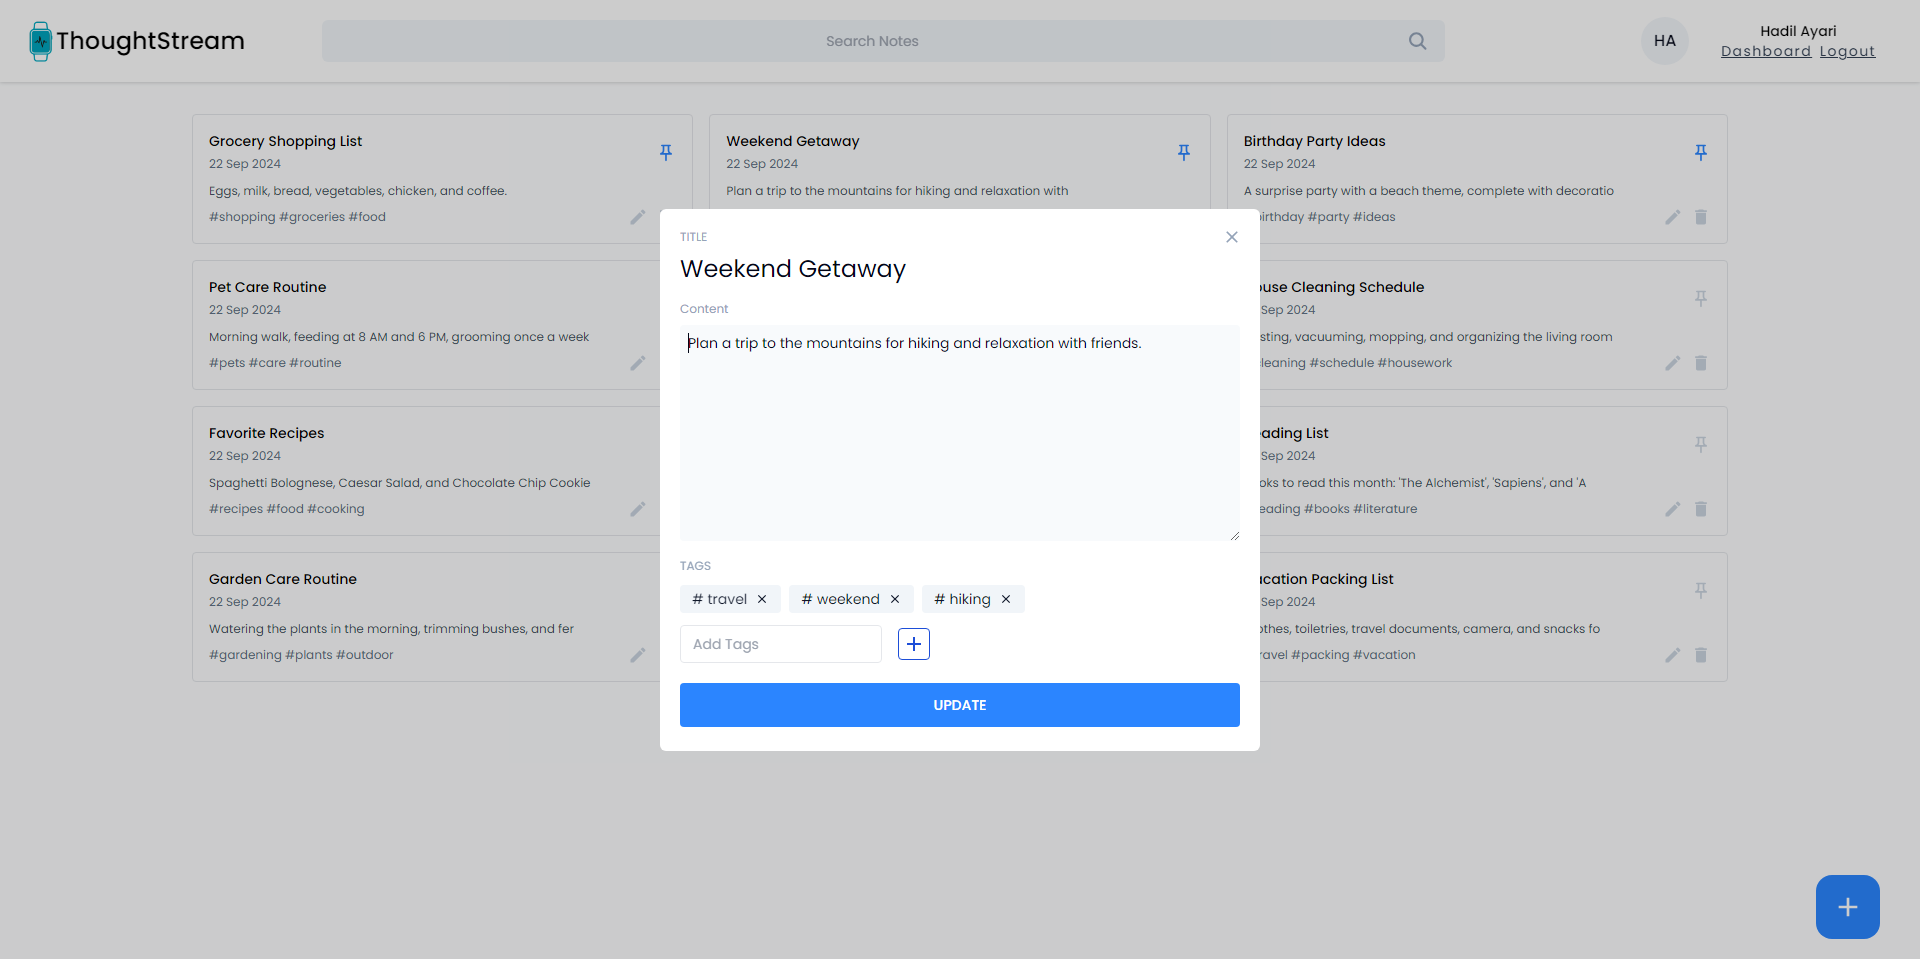 ThoughtStream
Search Notes
HA
Hadil Ayari
Dashboard Logout
Grocery Shopping List
22 Sep 2024
Eggs, milk, bread, vegetables, chicken, and coffee.
#shopping #groceries #food
Weekend Getaway
22 Sep 2024
Plan a trip to the mountains for hiking and relaxation with
Birthday Party Ideas
22 Sep 2024
A surprise party with a beach theme, complete with decoratio
irthday #party #ideas
Pet Care Routine
22 Sep 2024
Morning walk, feeding at 8 AM and 6 PM, grooming once a week
#pets #care #routine
use Cleaning Schedule
Sep 2024
sting, vacuuming, mopping, and organizing the living room
leaning #schedule #housework
Favorite Recipes
22 Sep 2024
Spaghetti Bolognese, Caesar Salad, and Chocolate Chip Cookie
#recipes #food #cooking
ading List
Sep 2024
oks to read this month: 'The Alchemist', 'Sapiens', and 'A
eading #books #literature
Garden Care Routine
22 Sep 2024
Watering the plants in the morning, trimming bushes, and fer
#gardening #plants #outdoor
cation Packing List
Sep 2024
othes, toiletries, travel documents, camera, and snacks fo
ravel #packing #vacation
TITLE
Weekend Getaway
Content
Plan a trip to the mountains for hiking and relaxation with friends.
TAGS
# travel # weekend # hiking
Add Tags
UPDATE